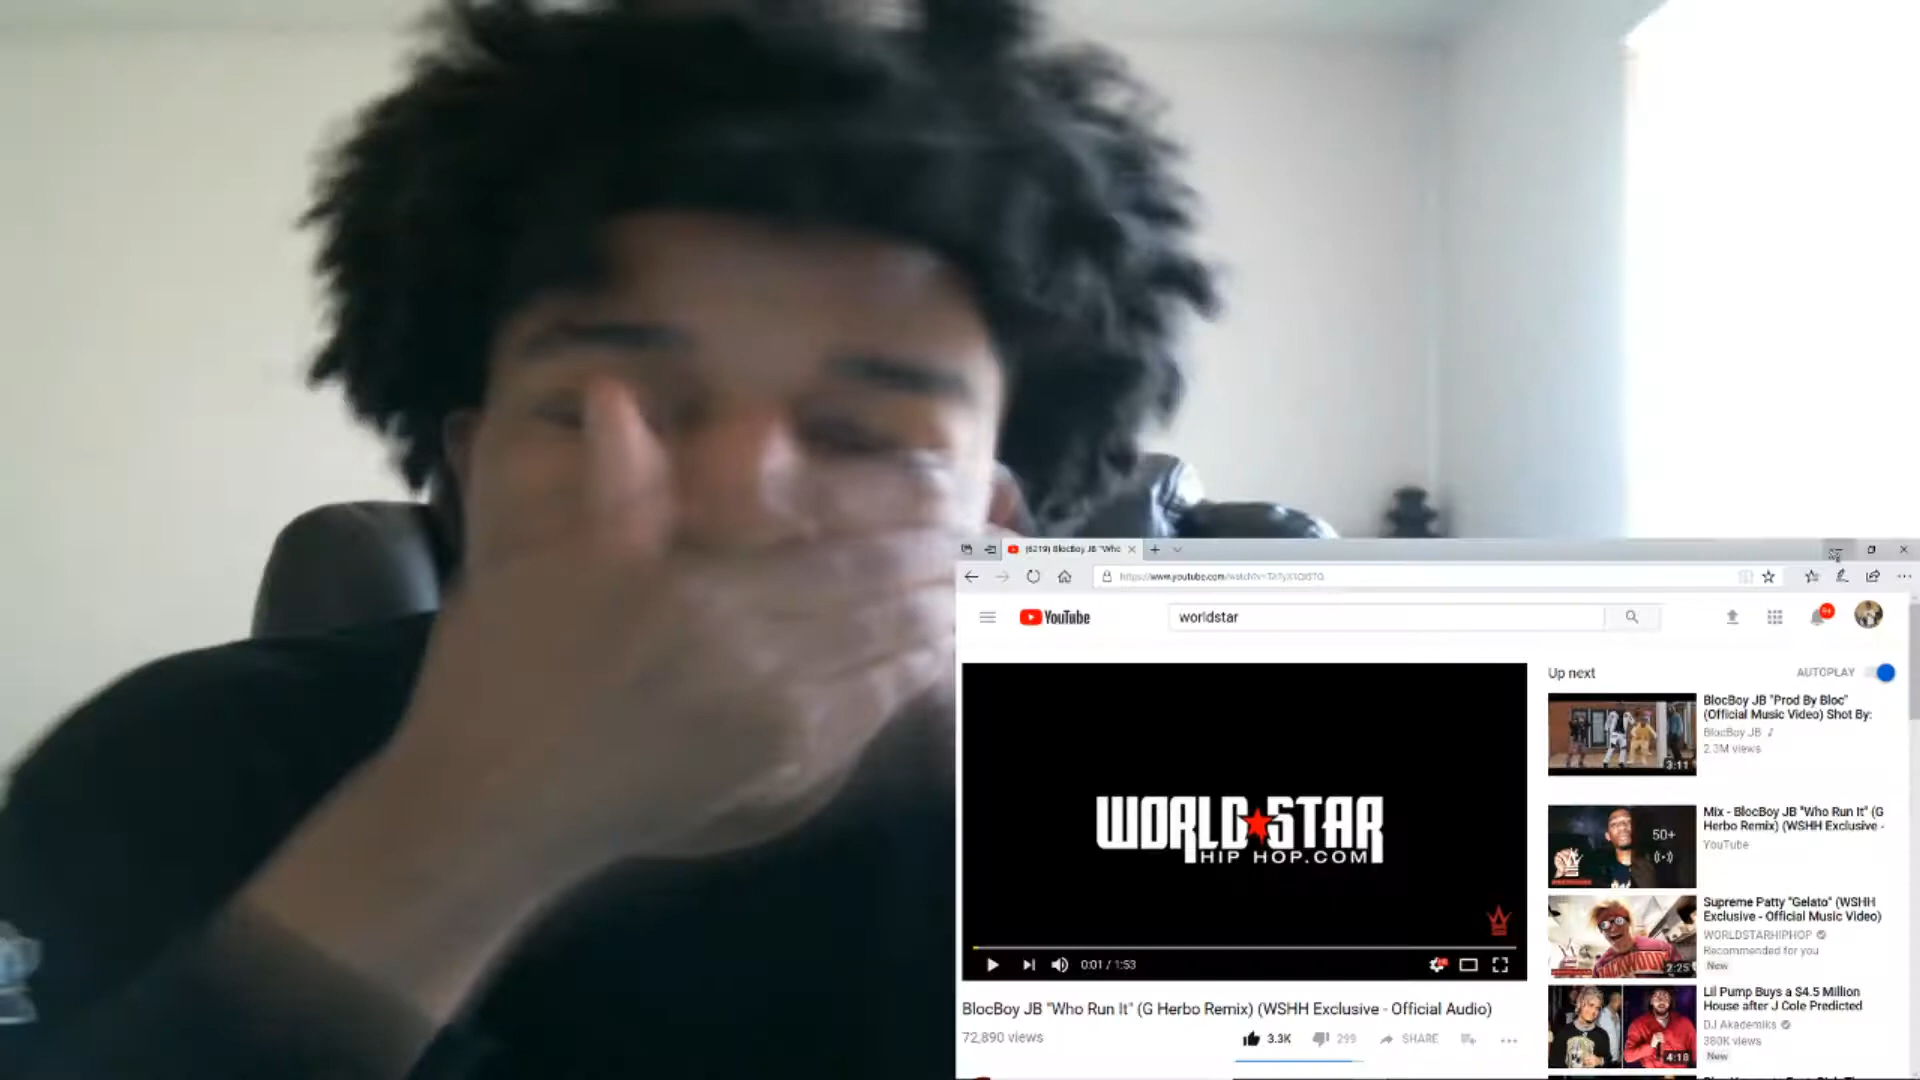 (6219) BlocBoy JB "Who
YouTube
worldstar
WORLD STAR
HIP HOP.COM
0:01 / 1:53
BlocBoy JB "Who Run It" (G Herbo Remix) (WSHH Exclusive - Official Audio)
72,890 views
3.3K
299
SHARE
Up next
AUTOPLAY
3:11
BlocBoy JB "Prod By Bloc"
(Official Music Video) Shot By:
BlocBoy JB
2.3M views
50+
Mix - BlocBoy JB "Who Run It" (G
Herbo Remix) (WSHH Exclusive -
YouTube
2:25
Supreme Patty "Gelato" (WSHH
Exclusive - Official Music Video)
WORLDSTARHIPHOP
Recommended for you
New
4:18
Lil Pump Buys a $4.5 Million
House after J Cole Predicted
DJ Akademiks
380K views
New